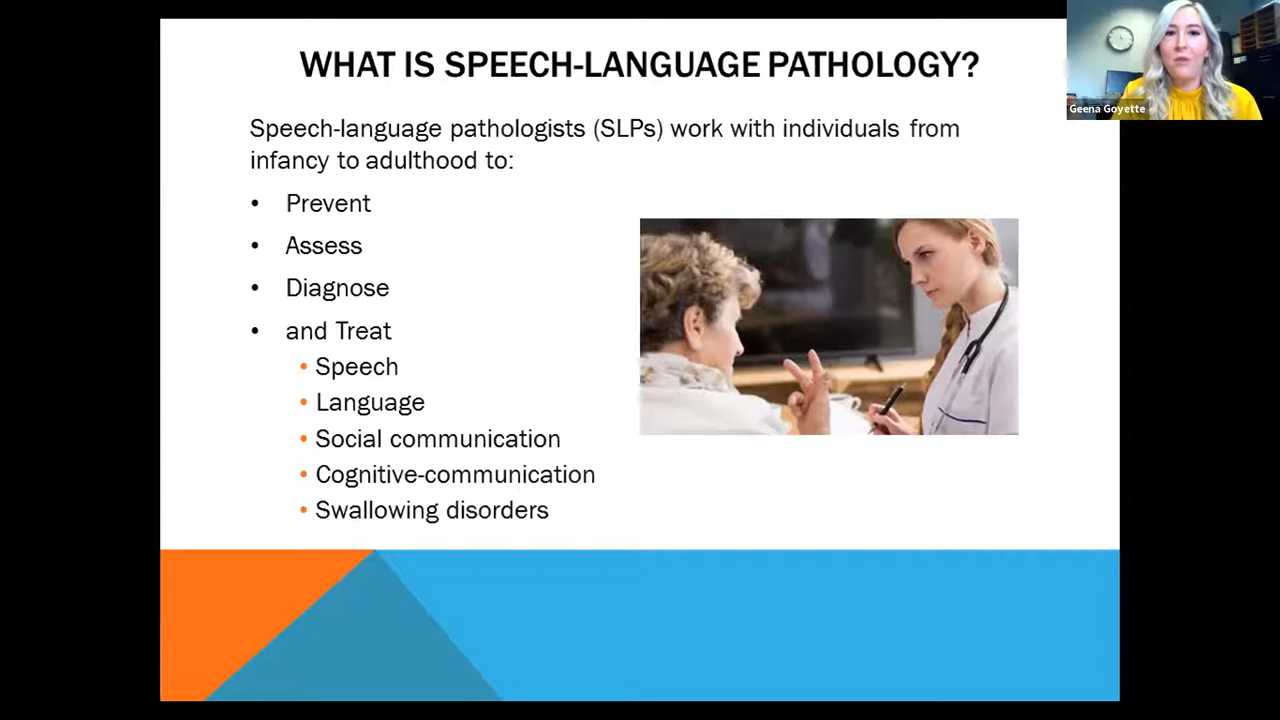 WHAT IS SPEECH-LANGUAGE PATHOLOGY?
Speech-language pathologists (SLPs) work with individuals from
infancy to adulthood to:
• Prevent
• Assess
• Diagnose
• and Treat
• Speech
• Language
• Social communication
• Cognitive-communication
• Swallowing disorders
Geena Goyette